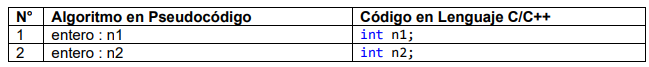 N° Algoritmo en Pseudocódigo Código en Lenguaje C/C++
1 entero : n1 int n1;
2 entero : n2 int n2;